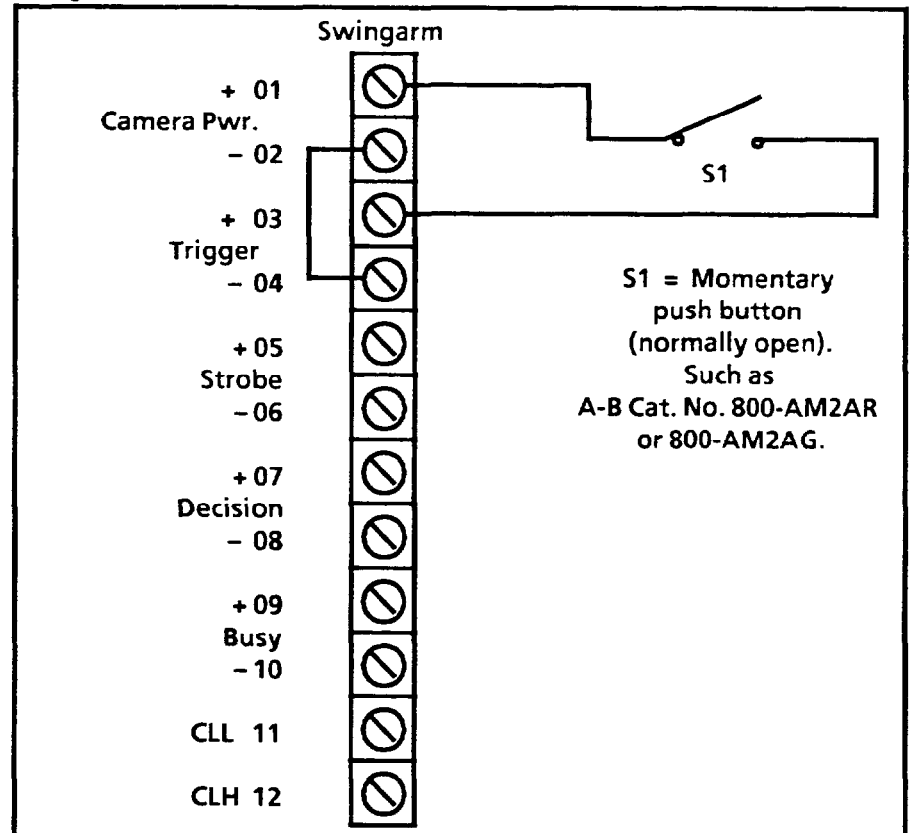 Swingarm
+ 01
Camera Pwr.
– 02
+ 03
Trigger
– 04
+ 05
Strobe
– 06
+ 07
Decision
– 08
+ 09
Busy
– 10
CLL 11
CLH 12
S1
S1 = Momentary
push button
(normally open).
Such as
A-B Cat. No. 800-AM2AR
or 800-AM2AG.